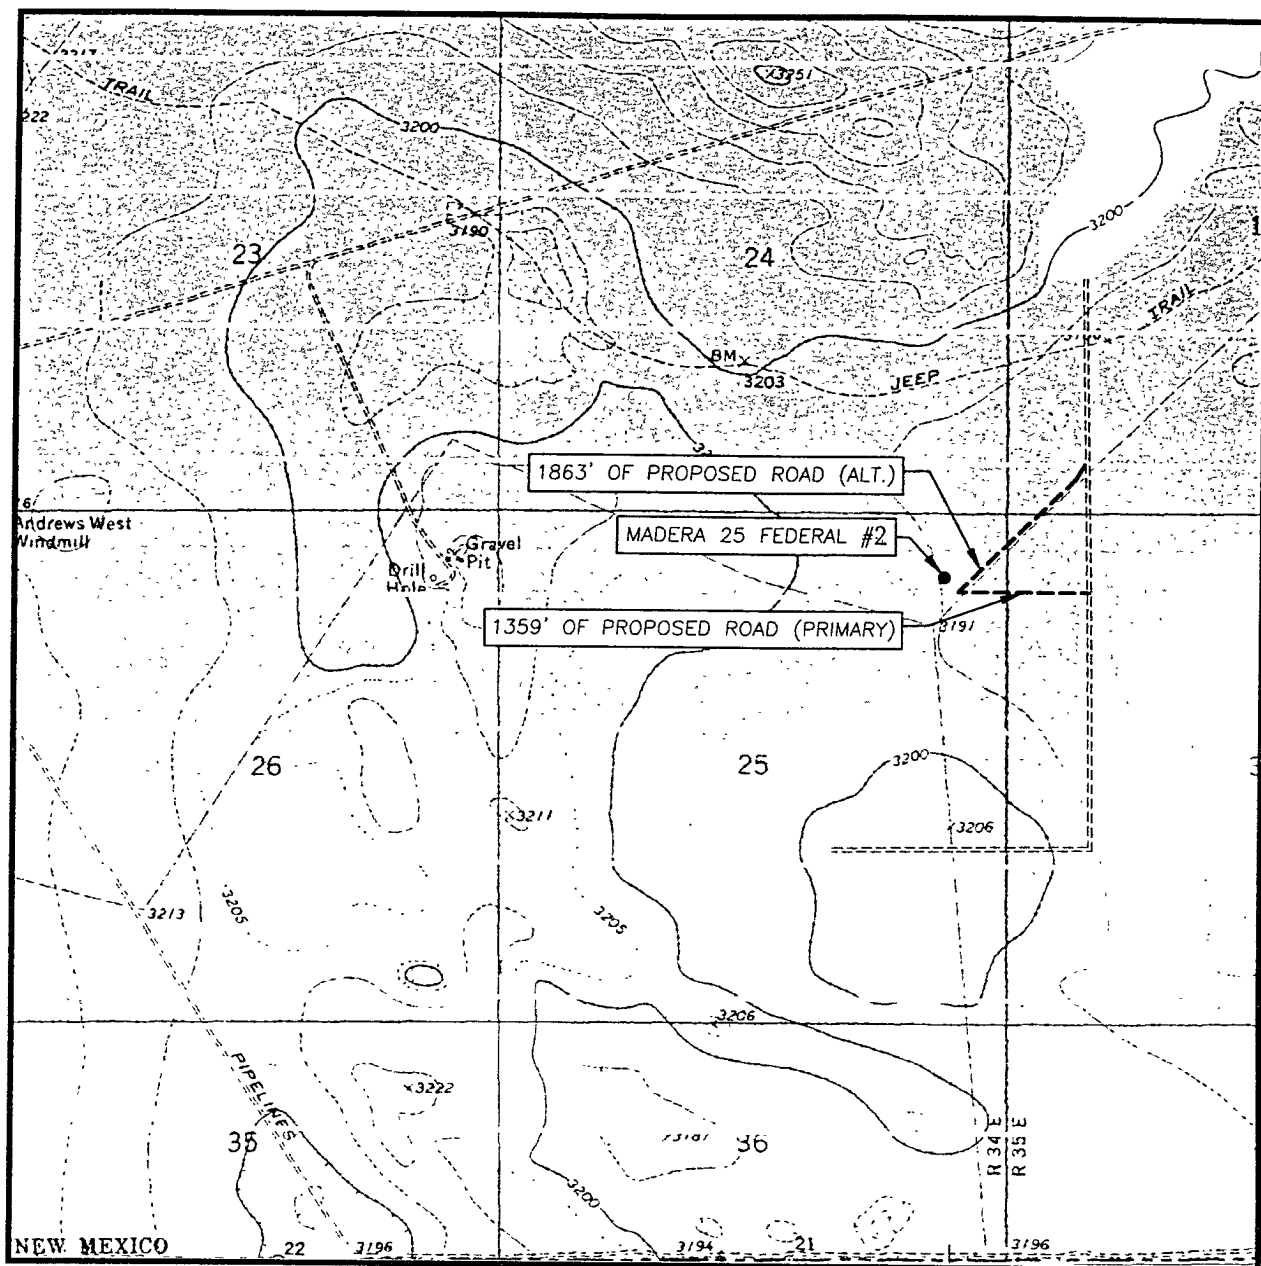 3251
TRAIL
3200
3190
23
24
3200
TRAIL
BM
3203
JEEP
1863' OF PROPOSED ROAD (ALT.)
Andrews West
Windmill
MADERA 25 FEDERAL #2
Gravel
Pit
Drill
Hole
1359' OF PROPOSED ROAD (PRIMARY)
3191
26
25
3200
3211
3206
3213
3205
3205
3206
PIPELINES
3222
35
36
R 34 E
R 35 E
3200
NEW MEXICO
22
3196
3194
21
3196